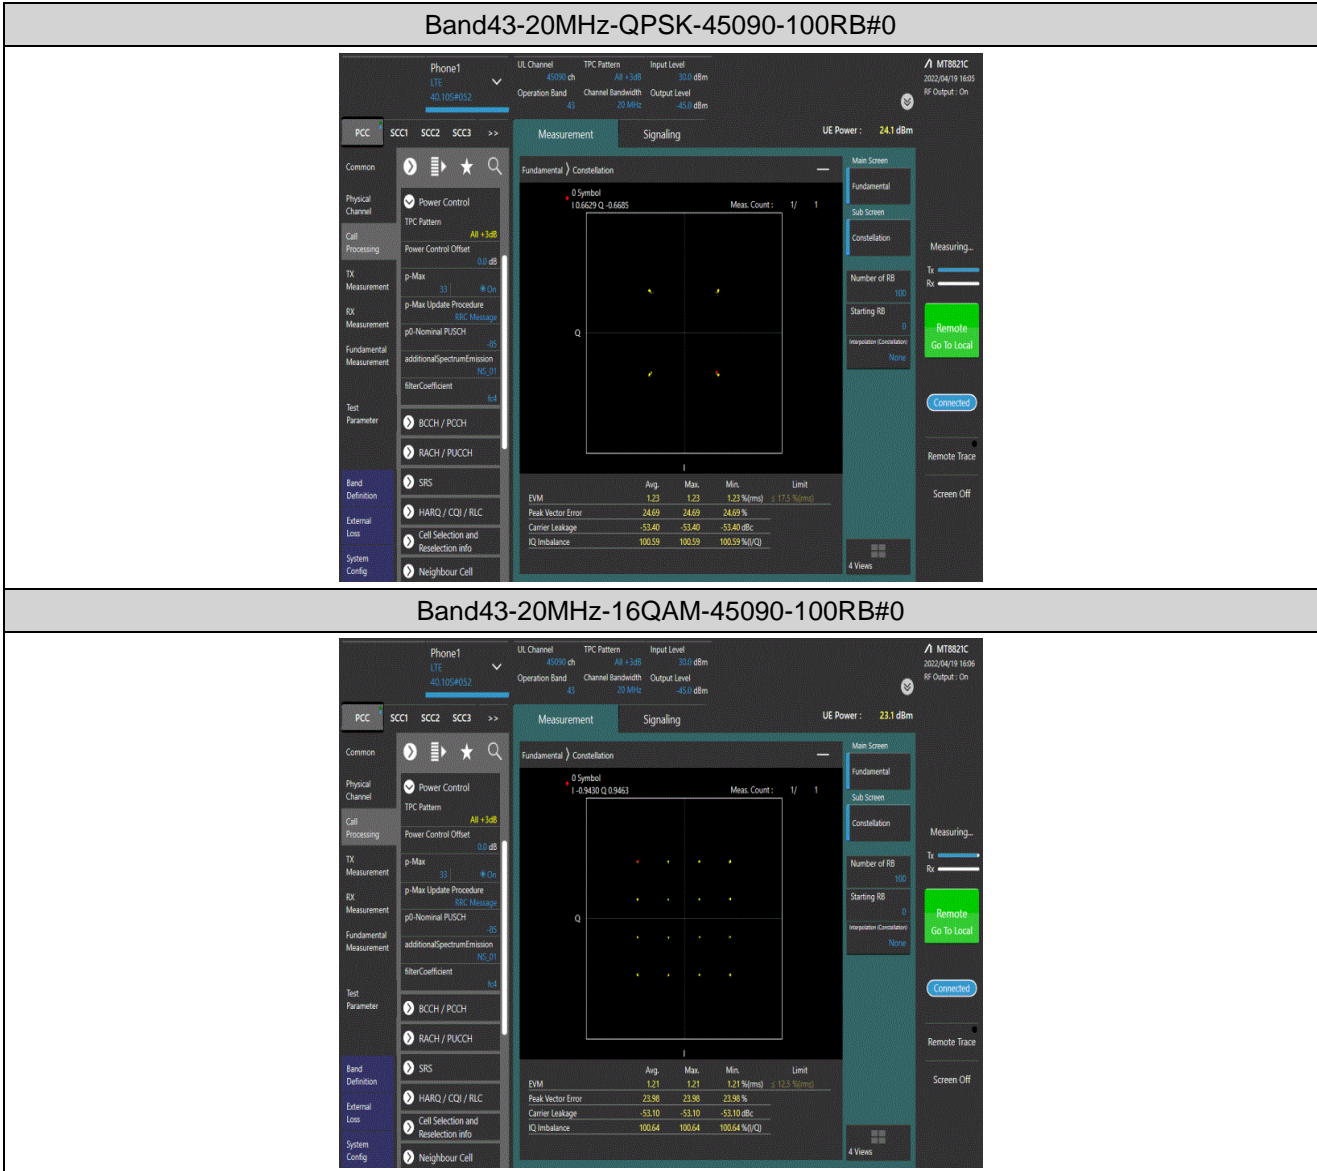 Band43-20MHz-QPSK-45090-100RB#0
Phone1
LTE
40.105#052
UL Channel TPC Pattern Input Level
45090 ch All +3dB 30.0 dBm
Operation Band Channel Bandwidth Output Level
43 20 MHz -45.0 dBm
MT8821C
2022/04/19 16:05
RF Output : On
PCC SCC1 SCC2 SCC3 >>
Measurement Signaling
UE Power : 24.1 dBm
Common
Physical
Channel
Call
Processing
TX
Measurement
RX
Measurement
Fundamental
Measurement
Test
Parameter
Band
Definition
External
Loss
System
Config
Power Control
TPC Pattern
All +3dB
Power Control Offset
0.0 dB
p-Max
33 On
p-Max Update Procedure
RRC Message
p0-Nominal PUSCH
-85
additionalSpectrumEmission
NS_01
filterCoefficient
fc4
BCCH / PCCH
RACH / PUCCH
SRS
HARQ / CQI / RLC
Cell Selection and
Reselection info
Neighbour Cell
Fundamental 〉 Constellation
0 Symbol
I 0.6629 Q -0.6685 Meas. Count : 1/ 1
Q
I
Avg. Max. Min. Limit
EVM 1.23 1.23 1.23 %(rms) ≤ 17.5 %(rms)
Peak Vector Error 24.69 24.69 24.69 %
Carrier Leakage -53.40 -53.40 -53.40 dBc
IQ Imbalance 100.59 100.59 100.59 %(I/Q)
Main Screen
Fundamental
Sub Screen
Constellation
Number of RB
100
Starting RB
0
Interpolation (Constellation)
None
4 Views
Measuring...
Tx
Rx
Remote
Go To Local
Connected
Remote Trace
Screen Off
Band43-20MHz-16QAM-45090-100RB#0
Phone1
LTE
40.105#052
UL Channel TPC Pattern Input Level
45090 ch All +3dB 30.0 dBm
Operation Band Channel Bandwidth Output Level
43 20 MHz -45.0 dBm
MT8821C
2022/04/19 16:06
RF Output : On
PCC SCC1 SCC2 SCC3 >>
Measurement Signaling
UE Power : 23.1 dBm
Common
Physical
Channel
Call
Processing
TX
Measurement
RX
Measurement
Fundamental
Measurement
Test
Parameter
Band
Definition
External
Loss
System
Config
Power Control
TPC Pattern
All +3dB
Power Control Offset
0.0 dB
p-Max
33 On
p-Max Update Procedure
RRC Message
p0-Nominal PUSCH
-85
additionalSpectrumEmission
NS_01
filterCoefficient
fc4
BCCH / PCCH
RACH / PUCCH
SRS
HARQ / CQI / RLC
Cell Selection and
Reselection info
Neighbour Cell
Fundamental 〉 Constellation
0 Symbol
I -0.9430 Q 0.9463 Meas. Count : 1/ 1
Q
I
Avg. Max. Min. Limit
EVM 1.21 1.21 1.21 %(rms) ≤ 12.5 %(rms)
Peak Vector Error 23.98 23.98 23.98 %
Carrier Leakage -53.10 -53.10 -53.10 dBc
IQ Imbalance 100.64 100.64 100.64 %(I/Q)
Main Screen
Fundamental
Sub Screen
Constellation
Number of RB
100
Starting RB
0
Interpolation (Constellation)
None
4 Views
Measuring...
Tx
Rx
Remote
Go To Local
Connected
Remote Trace
Screen Off